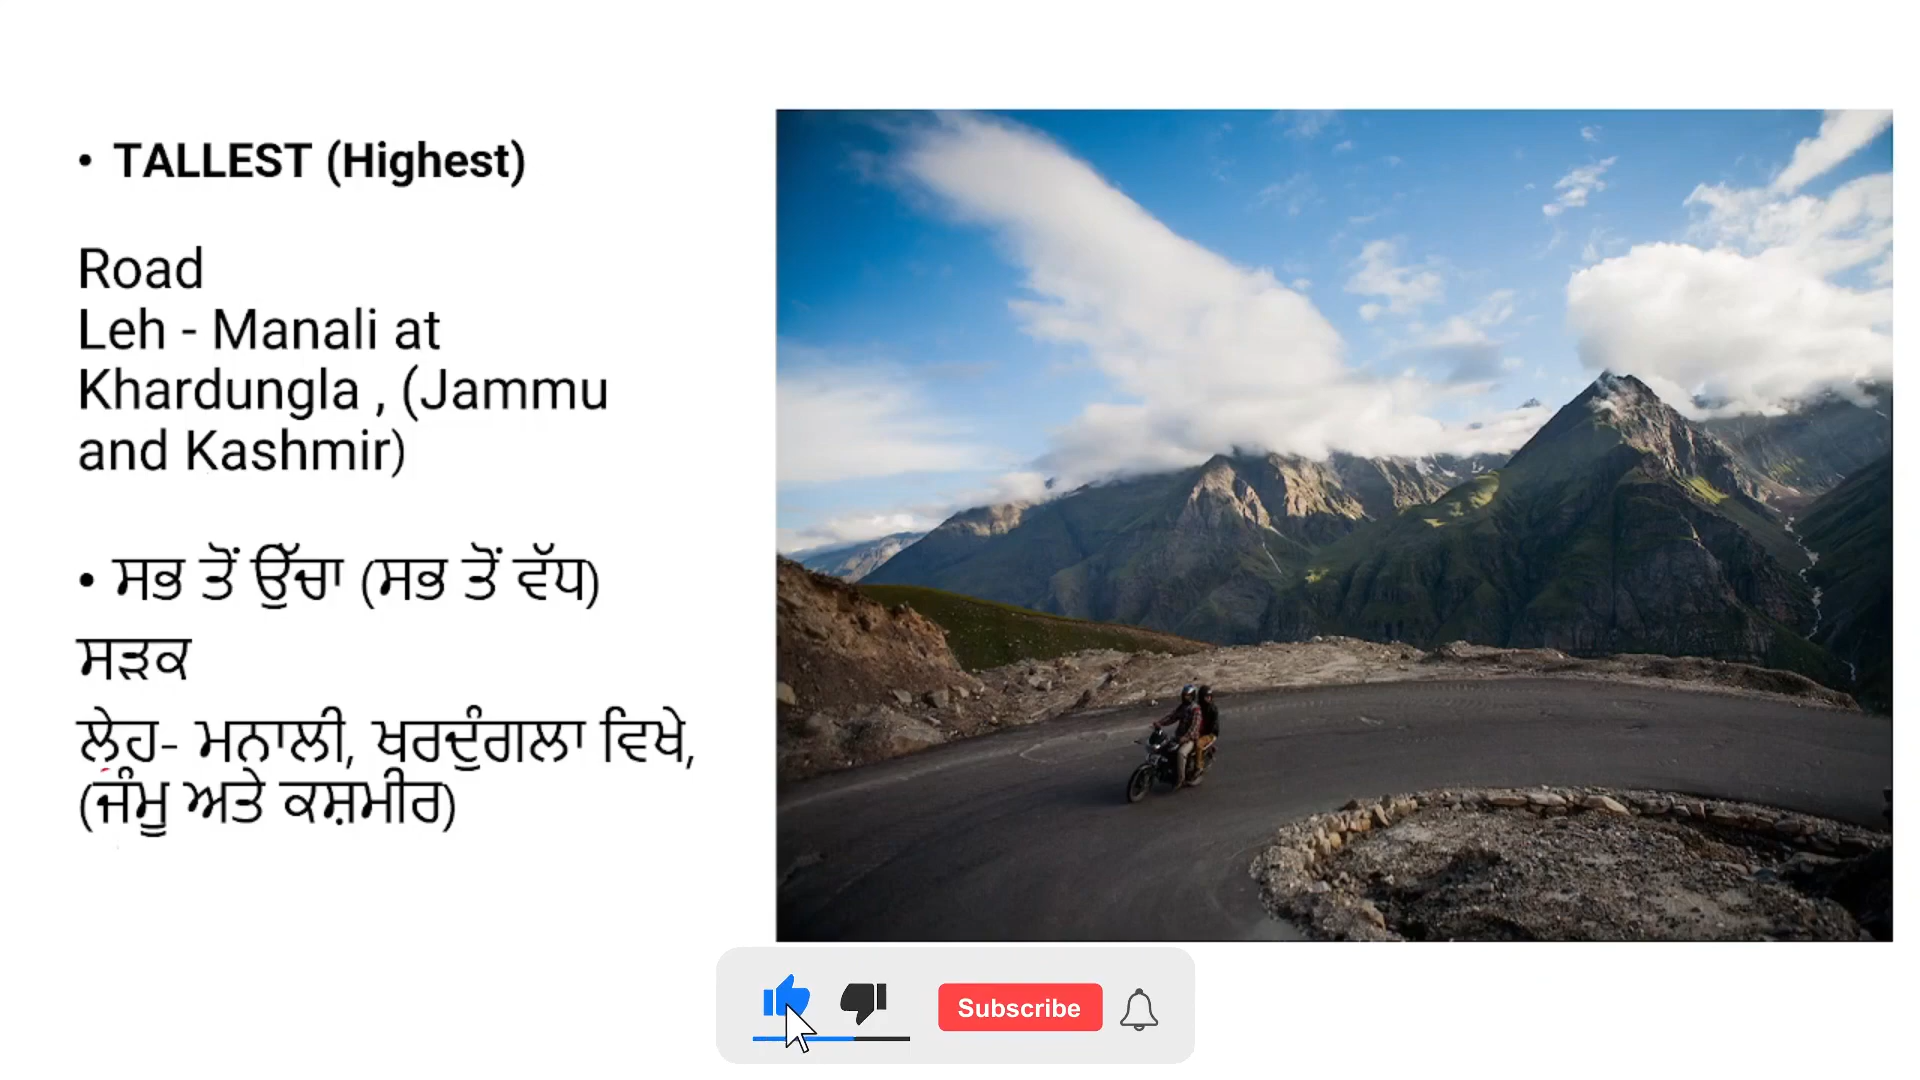 • TALLEST (Highest)
Road
Leh - Manali at
Khardungla , (Jammu
and Kashmir)
• ਸਭ ਤੋਂ ਉੱਚਾ (ਸਭ ਤੋਂ ਵੱਧ)
ਸੜਕ
ਲੇਹ- ਮਨਾਲੀ, ਖਰਦੁੰਗਲਾ ਵਿਖੇ,
(ਜੰਮੂ ਅਤੇ ਕਸ਼ਮੀਰ)
Subscribe